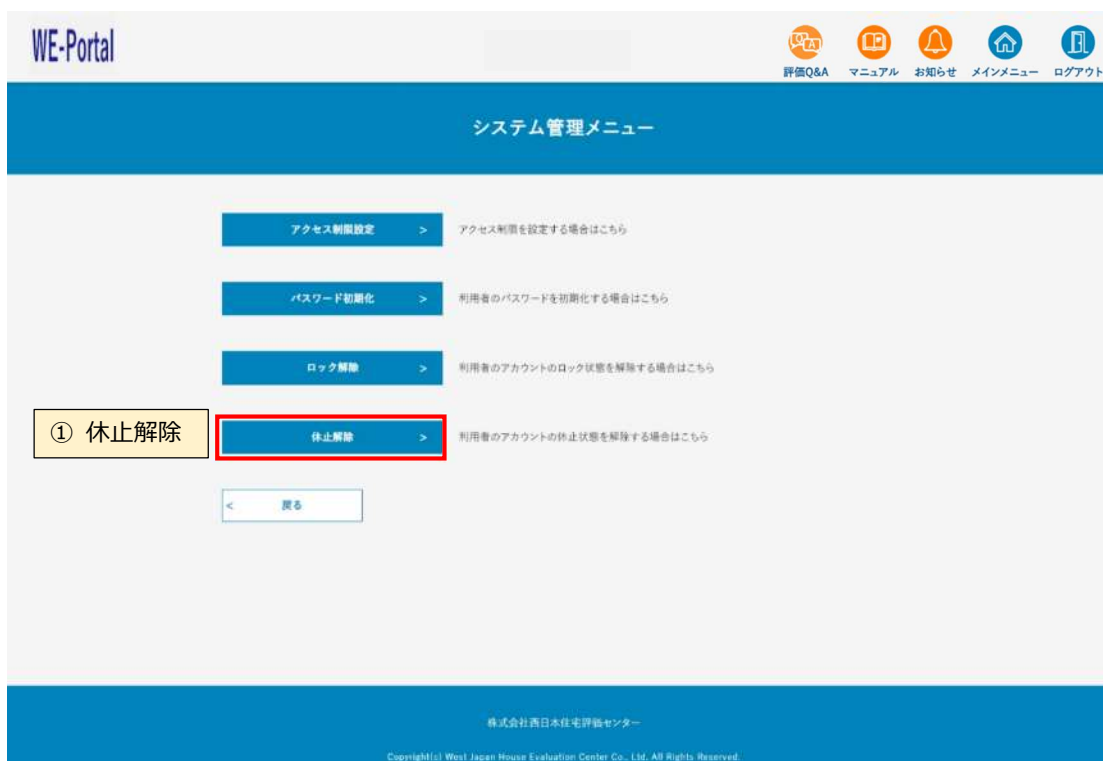 WE-Portal
評価Q&A マニュアル お知らせ メインメニュー ログアウト
システム管理メニュー
アクセス制限設定 > アクセス制限を設定する場合はこちら
パスワード初期化 > 利用者のパスワードを初期化する場合はこちら
ロック解除 > 利用者のアカウントのロック状態を解除する場合はこちら
① 休止解除
休止解除 > 利用者のアカウントの休止状態を解除する場合はこちら
< 戻る
株式会社西日本住宅評価センター
Copyright(c) West Japan House Evaluation Center Co., Ltd. All Rights Reserved.